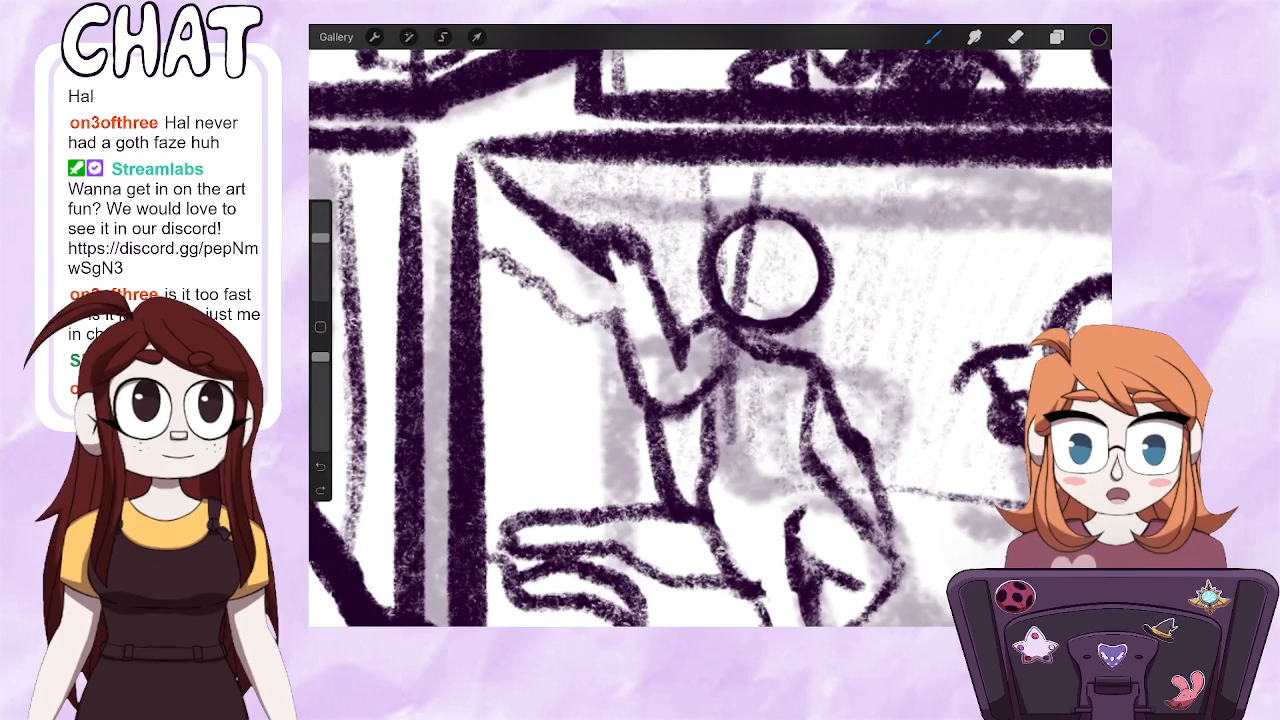 CHAT
Hal
on3ofthree Hal never
had a goth faze huh
Streamlabs
Wanna get in on the art
fun? We would love to
see it in our discord!
https://discord.gg/pepNm
wSgN3
on3ofthree is it too fast
just me
in
Gallery